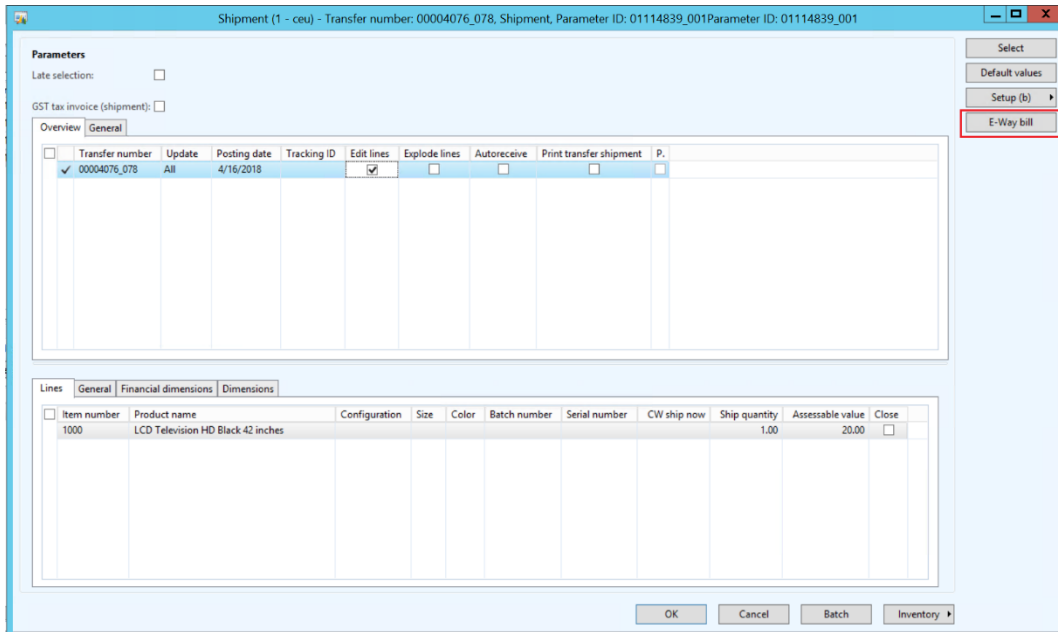 Shipment (1 - ceu) - Transfer number: 00004076_078, Shipment, Parameter ID: 01114839_001Parameter ID: 01114839_001
Parameters
Late selection:
GST tax invoice (shipment):
Select
Default values
Setup (b)
E-Way bill
Overview General
Transfer number Update Posting date Tracking ID Edit lines Explode lines Autoreceive Print transfer shipment P.
00004076_078 All 4/16/2018
Lines General Financial dimensions Dimensions
Item number Product name Configuration Size Color Batch number Serial number CW ship now Ship quantity Assessable value Close
1000 LCD Television HD Black 42 inches 1.00 20.00
OK Cancel Batch Inventory